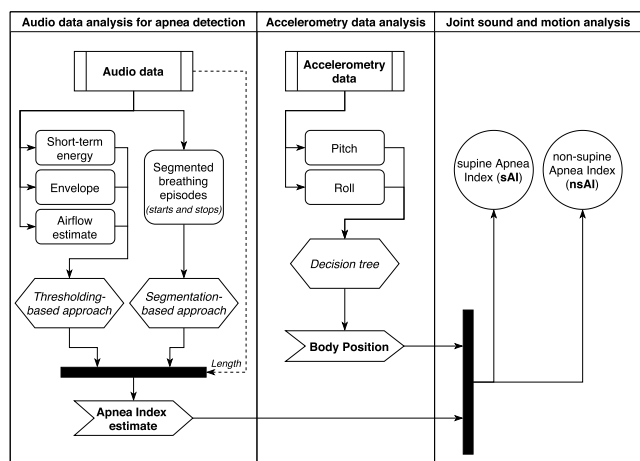 Audio data analysis for apnea detection
Accelerometry data analysis
Joint sound and motion analysis
Audio data
Short-term
energy
Envelope
Airflow
estimate
Segmented
breathing
episodes
(starts and stops)
Thresholding-
based approach
Segmentation-
based approach
Length
Apnea Index
estimate
Accelerometry
data
Pitch
Roll
Decision tree
Body Position
supine Apnea
Index (sAI)
non-supine
Apnea Index
(nsAI)